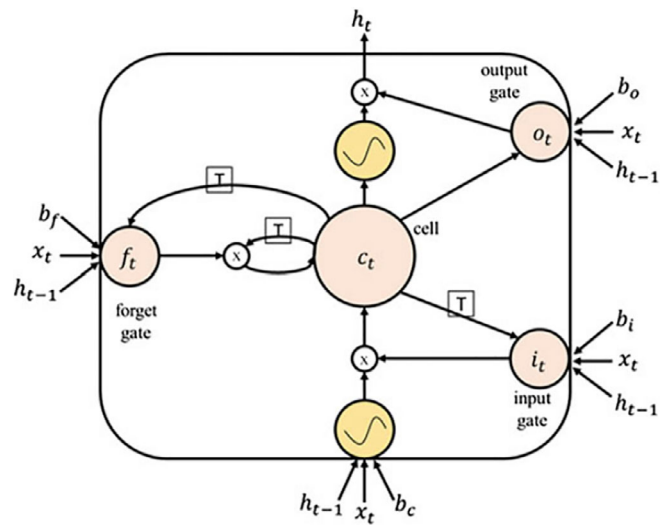 h_t
output
gate
b_o
x_t
h_{t-1}
o_t
x
T
b_f
x_t
h_{t-1}
f_t
forget
gate
x
T
cell
c_t
T
b_i
x_t
h_{t-1}
i_t
input
gate
x
h_{t-1}
x_t
b_c